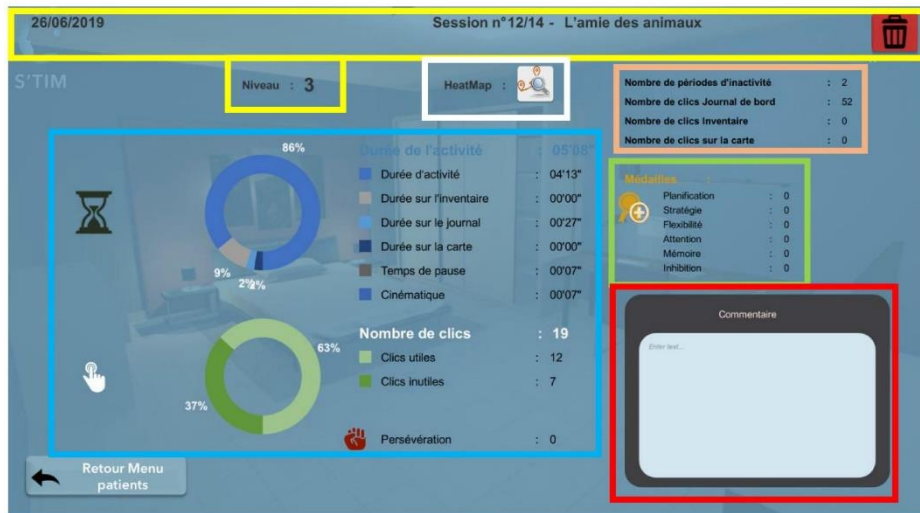 26/06/2019
Session n°12/14 - L'amie des animaux
S'TIM
Niveau : 3
HeatMap :
Nombre de périodes d'inactivité : 2
Nombre de clics Journal de bord : 52
Nombre de clics Inventaire : 0
Nombre de clics sur la carte : 0
86%
9%
2%
2%
Durée de l'activité : 05'08"
Durée d'activité : 04'13"
Durée sur l'inventaire : 00'00"
Durée sur le journal : 00'27"
Durée sur la carte : 00'00"
Temps de pause : 00'07"
Cinématique : 00'07"
Médailles :
Planification : 0
Stratégie : 0
Flexibilité : 0
Attention : 0
Mémoire : 0
Inhibition : 0
63%
37%
Nombre de clics : 19
Clics utiles : 12
Clics inutiles : 7
Persévération : 0
Commentaire
Enter text...
Retour Menu
patients